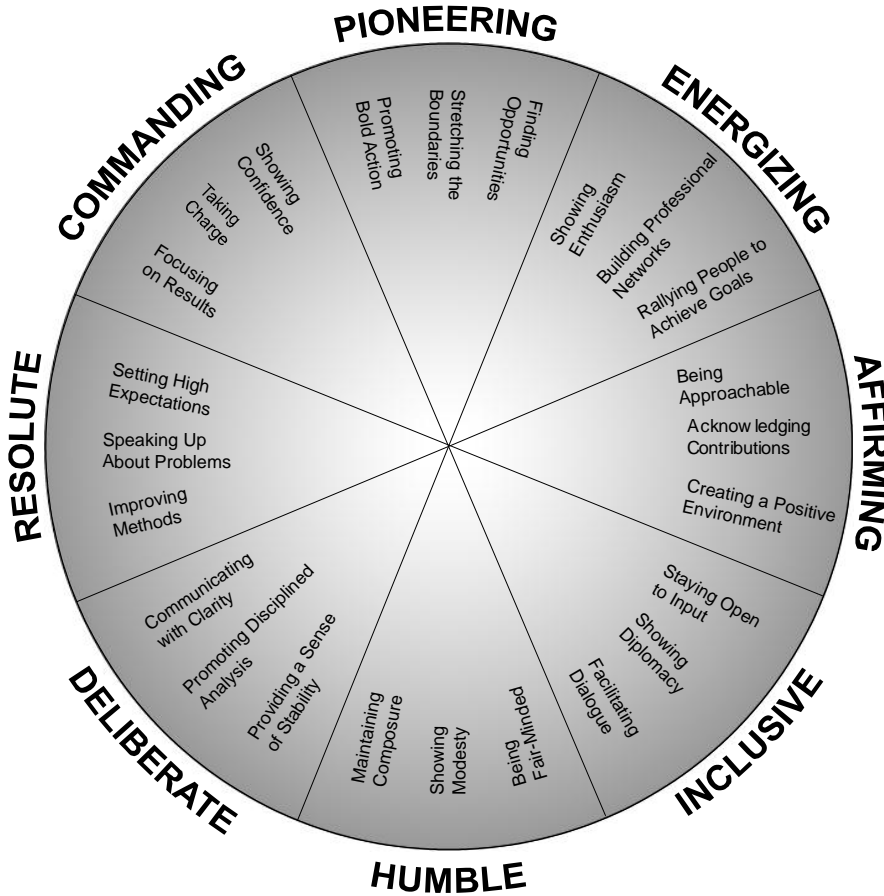 PIONEERING
Promoting
Bold Action
Stretching the
Boundaries
Finding
Opportunities
ENERGIZING
Showing
Enthusiasm
Building Professional
Networks
Rallying People to
Achieve Goals
AFFIRMING
Being
Approachable
Acknow ledging
Contributions
Creating a Positive
Environment
INCLUSIVE
Staying Open
to Input
Showing
Diplomacy
Facilitating
Dialogue
HUMBLE
Being
Fair-Minded
Showing
Modesty
Maintaining
Composure
DELIBERATE
Providing a Sense
of Stability
Promoting Disciplined
Analysis
Communicating
with Clarity
RESOLUTE
Improving
Methods
Speaking Up
About Problems
Setting High
Expectations
COMMANDING
Focusing
on Results
Taking
Charge
Showing
Confidence